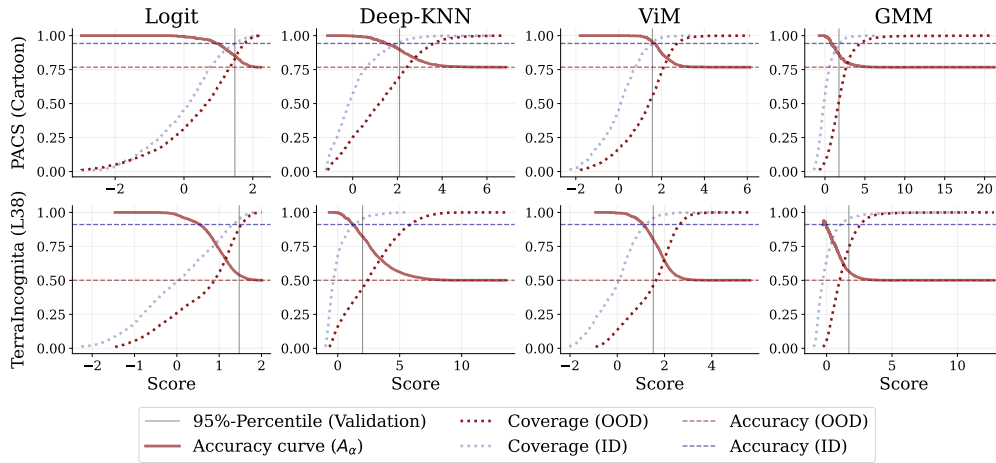 Logit Deep-KNN ViM GMM
PACS (Cartoon)
1.00
0.75
0.50
0.25
0.00
−2 0 2
0 2 4 6
−2 0 2 4 6
0 5 10 15 20
TerraIncognita (L38)
1.00
0.75
0.50
0.25
0.00
−2 −1 0 1 2
0 5 10
−2 0 2 4
0 5 10
Score Score Score Score
95%-Percentile (Validation) Coverage (OOD) Accuracy (OOD)
Accuracy curve (Aα) Coverage (ID) Accuracy (ID)